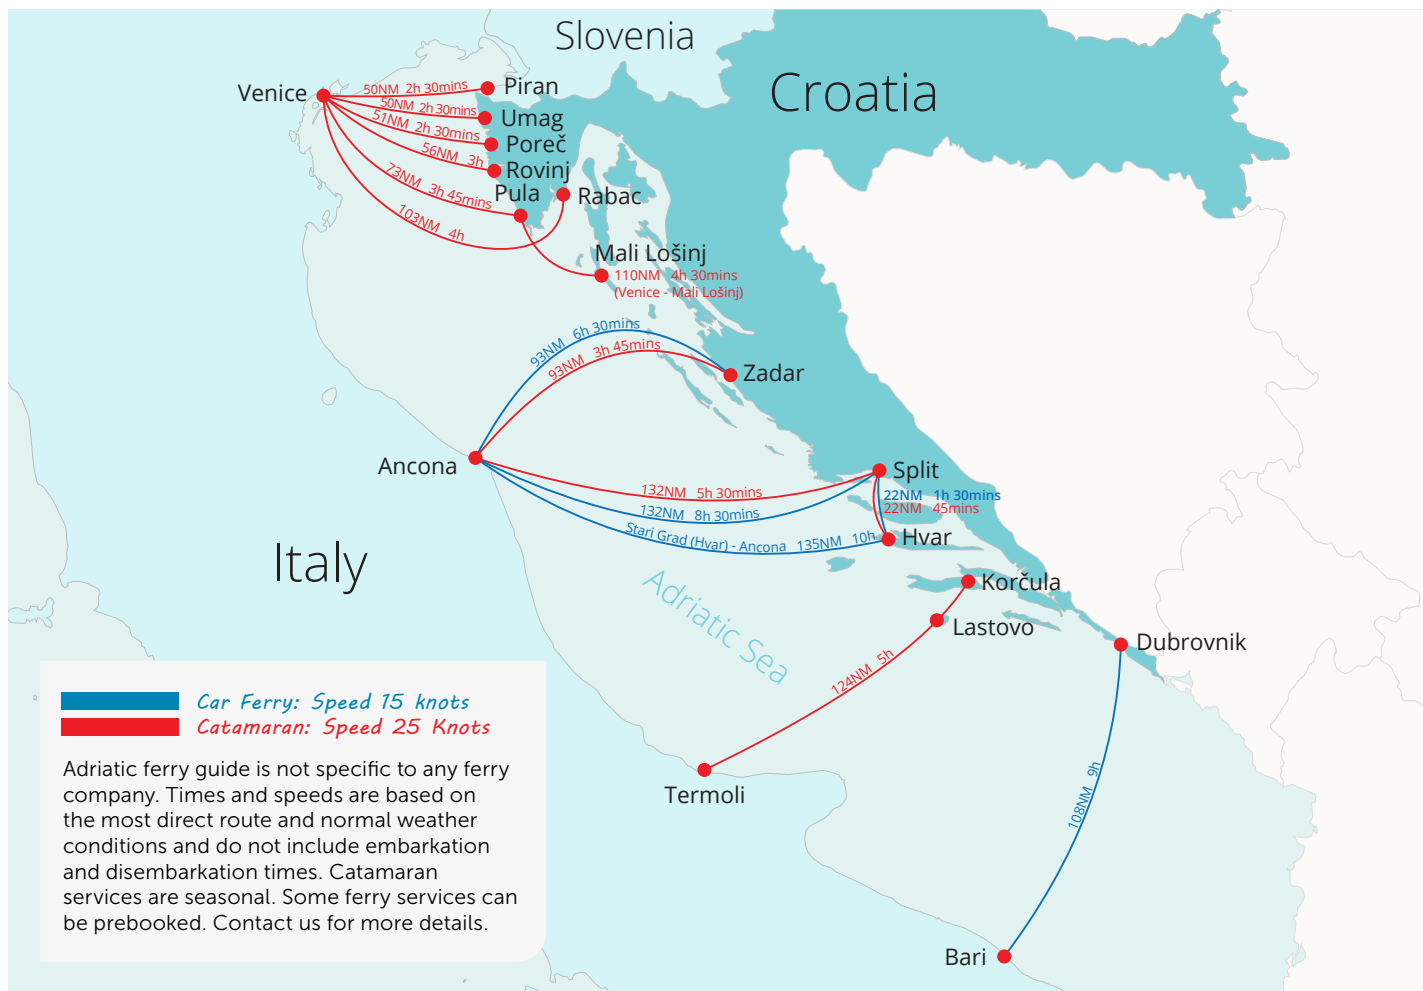 Slovenia
Croatia
Venice
50NM 2h 30mins
Piran
50NM 2h 30mins
Umag
51NM 2h 30mins
Poreč
56NM 3h
Rovinj
73NM 3h 45mins
Pula
103NM 4h
Rabac
Mali Lošinj
110NM 4h 30mins
(Venice - Mali Lošinj)
93NM 6h 30mins
93NM 3h 45mins
Zadar
Ancona
Split
132NM 5h 30mins
132NM 8h 30mins
22NM 1h 30mins
22NM 45mins
Stari Grad (Hvar) - Ancona 135NM 10h
Hvar
Italy
Adriatic Sea
Korčula
Lastovo
Dubrovnik
124NM 5h
Termoli
108NM 9h
Bari
Car Ferry: Speed 15 knots
Catamaran: Speed 25 Knots
Adriatic ferry guide is not specific to any ferry
company. Times and speeds are based on
the most direct route and normal weather
conditions and do not include embarkation
and disembarkation times. Catamaran
services are seasonal. Some ferry services can
be prebooked. Contact us for more details.